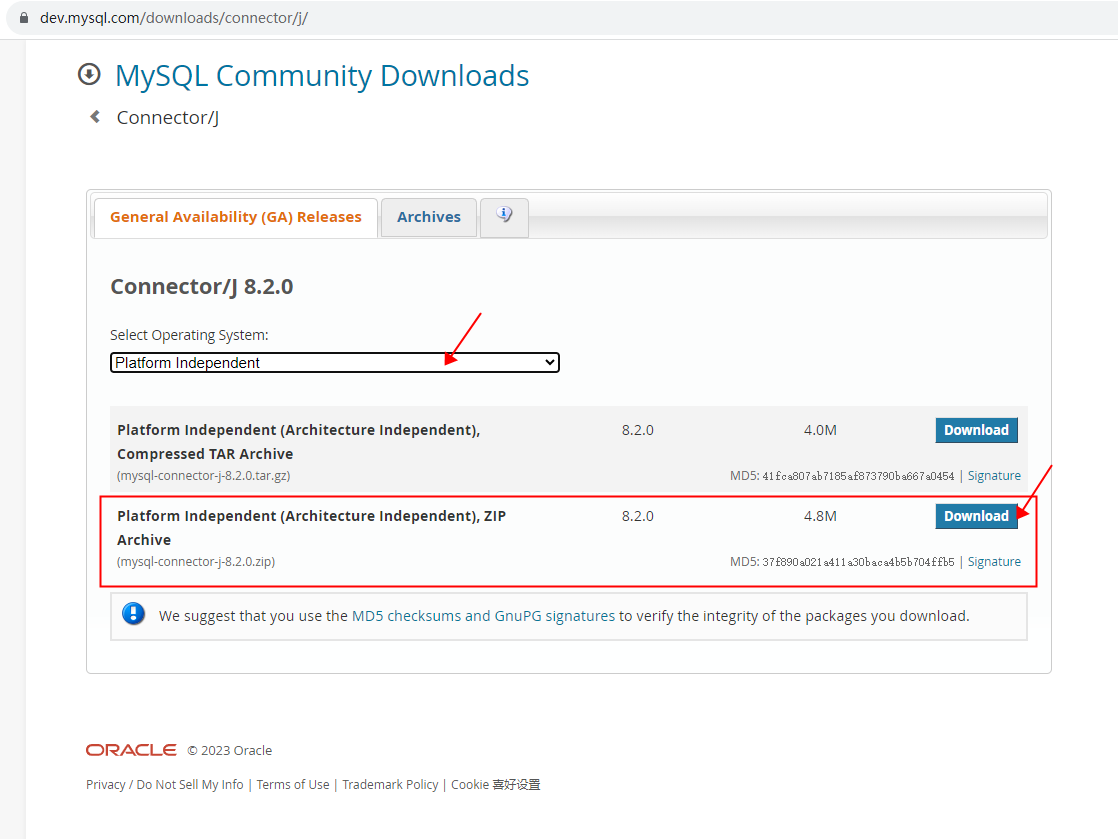 dev.mysql.com/downloads/connector/j/
MySQL Community Downloads
Connector/J
General Availability (GA) Releases Archives
Connector/J 8.2.0
Select Operating System:
Platform Independent
Platform Independent (Architecture Independent), 8.2.0 4.0M Download
Compressed TAR Archive
(mysql-connector-j-8.2.0.tar.gz) MD5: 41fca807ab7185af873790ba667a0454 | Signature
Platform Independent (Architecture Independent), ZIP 8.2.0 4.8M Download
Archive
(mysql-connector-j-8.2.0.zip) MD5: 37f890a021a411a30baca4b5b704ffb5 | Signature
We suggest that you use the MD5 checksums and GnuPG signatures to verify the integrity of the packages you download.
ORACLE © 2023 Oracle
Privacy / Do Not Sell My Info | Terms of Use | Trademark Policy | Cookie 喜好设置